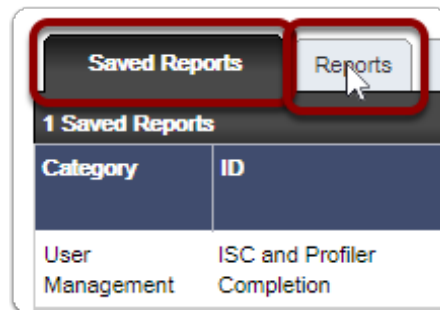 Saved Reports Reports
1 Saved Reports
Category ID
User ISC and Profiler
Management Completion